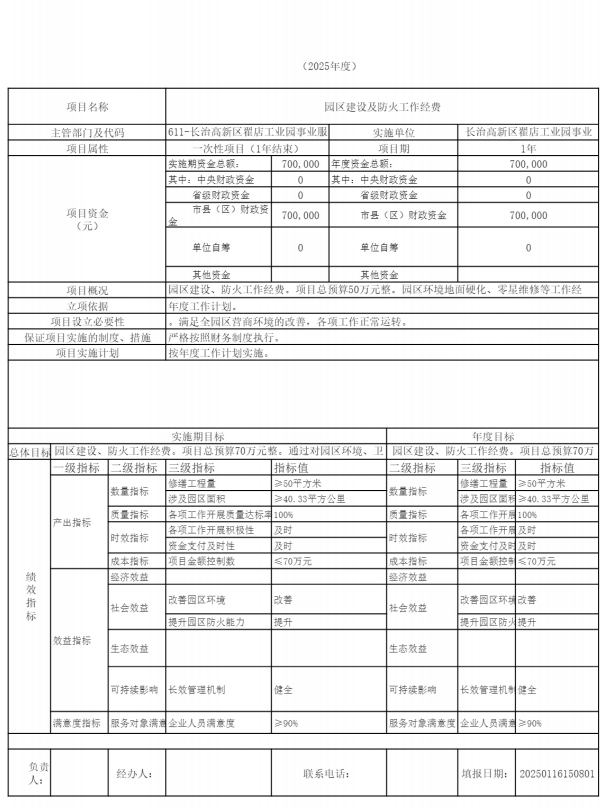 （2025年度）
项目名称 园区建设及防火工作经费
主管部门及代码 611-长治高新区翟店工业园事业服 实施单位 长治高新区翟店工业园事业
项目属性 一次性项目（1年结束） 项目期 1年
项目资金（元） 实施期资金总额： 700,000 年度资金总额： 700,000
其中：中央财政资金 0 其中：中央财政资金 0
省级财政资金 0 省级财政资金 0
市县（区）财政资金 700,000 市县（区）财政资金 700,000
单位自筹 0 单位自筹 0
其他资金 其他资金
项目概况 园区建设、防火工作经费。项目总预算50万元整。园区环境地面硬化、零星维修等工作经
立项依据 年度工作计划。
项目设立必要性 。满足全园区营商环境的改善，各项工作正常运转。
保证项目实施的制度、措施 严格按照财务制度执行。
项目实施计划 按年度工作计划实施。
实施期目标 年度目标
总体目标 园区建设、防火工作经费。项目总预算70万元整。通过对园区环境、卫 园区建设、防火工作经费。项目总预算70万
绩效指标 一级指标 二级指标 三级指标 指标值 二级指标 三级指标 指标值
产出指标 数量指标 修缮工程量 ≥50平方米 数量指标 修缮工程量 ≥50平方米
涉及园区面积 ≥40.33平方公里 涉及园区面积 ≥40.33平方公里
质量指标 各项工作开展质量达标率 100% 质量指标 各项工作开展 100%
时效指标 各项工作开展积极性 及时 时效指标 各项工作开展 及时
资金支付及时性 及时 资金支付及时 及时
成本指标 项目金额控制数 ≤70万元 成本指标 项目金额控制 ≤70万元
效益指标 经济效益 经济效益
社会效益 改善园区环境 改善 社会效益 改善园区环境 改善
提升园区防火能力 提升 提升园区防火 提升
生态效益 生态效益
可持续影响 长效管理机制 健全 可持续影响 长效管理机制 健全
满意度指标 服务对象满意 企业人员满意度 ≥90% 服务对象满意 企业人员满意 ≥90%
负责人： 经办人： 联系电话： 填报日期： 20250116150801